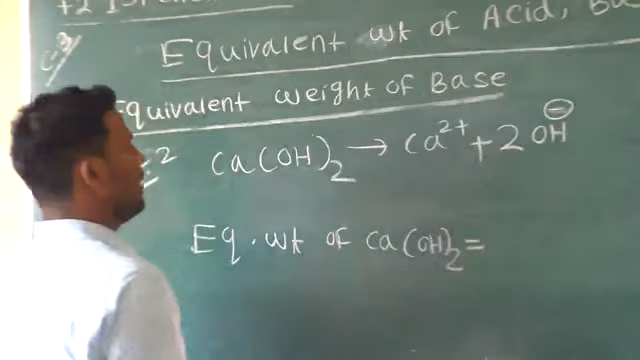 Equivalent wt of Acid, Ba
Equivalent weight of Base
2 Ca(OH)₂ → Ca²⁺ + 2 OH⊖
Eq. wt of Ca(OH)₂ =